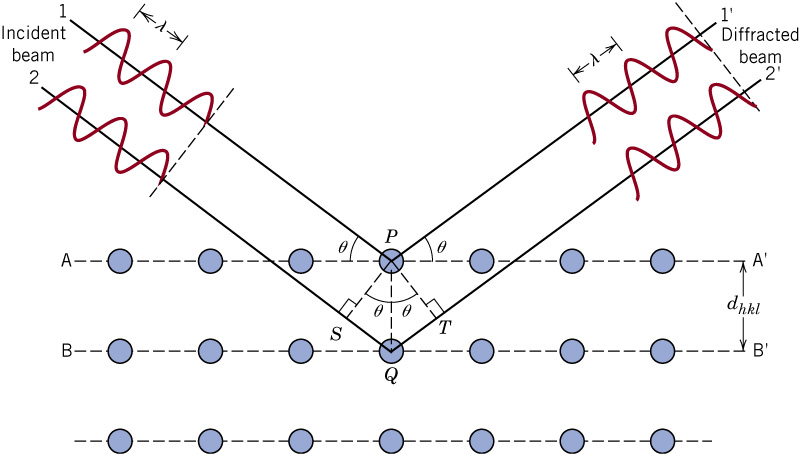 1
Incident
beam
2
λ
λ
1'
Diffracted
beam
2'
P
θ
θ
A
A'
θ
θ
d_hkl
S
T
B
B'
Q